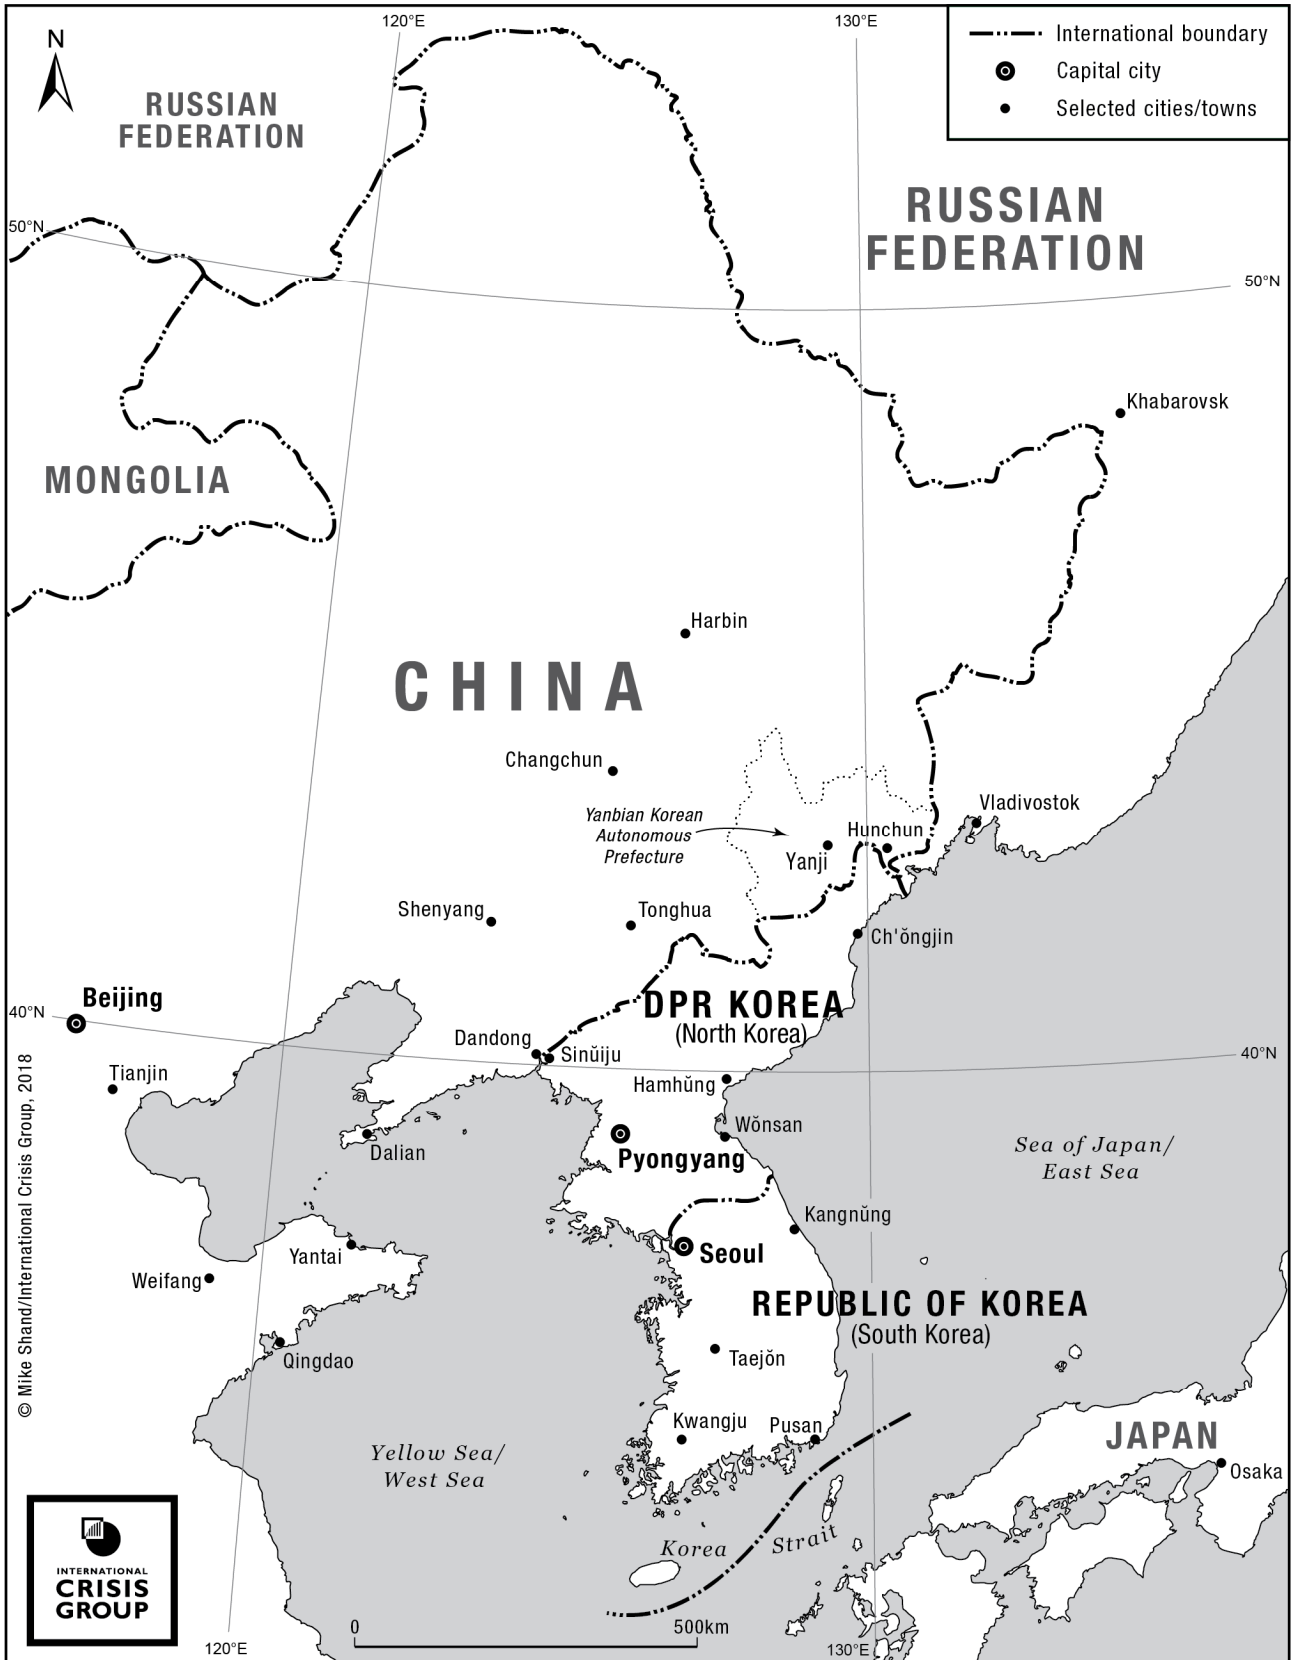 120°E
130°E
N
International boundary
Capital city
Selected cities/towns
RUSSIAN
FEDERATION
RUSSIAN
FEDERATION
50°N
50°N
Khabarovsk
MONGOLIA
Harbin
CHINA
Changchun
Yanbian Korean
Autonomous
Prefecture
Vladivostok
Hunchun
Yanji
Shenyang
Tonghua
Ch'ŏngjin
Beijing
40°N
DPR KOREA
(North Korea)
Dandong
Sinŭiju
40°N
Tianjin
Hamhŭng
Wŏnsan
Dalian
Pyongyang
Sea of Japan/
East Sea
Kangnŭng
Yantai
Seoul
Weifang
REPUBLIC OF KOREA
(South Korea)
Qingdao
Taejŏn
Kwangju
Pusan
JAPAN
Osaka
Yellow Sea/
West Sea
Korea Strait
© Mike Shand/International Crisis Group, 2018
INTERNATIONAL
CRISIS
GROUP
0
500km
120°E
130°E